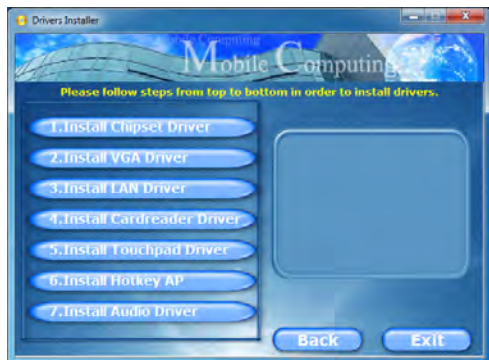 Drivers Installer
Mobile Computing
Mobile Computing
Please follow steps from top to bottom in order to install drivers.
1.Install Chipset Driver
2.Install VGA Driver
3.Install LAN Driver
4.Install Cardreader Driver
5.Install Touchpad Driver
6.Install Hotkey AP
7.Install Audio Driver
Back
Exit